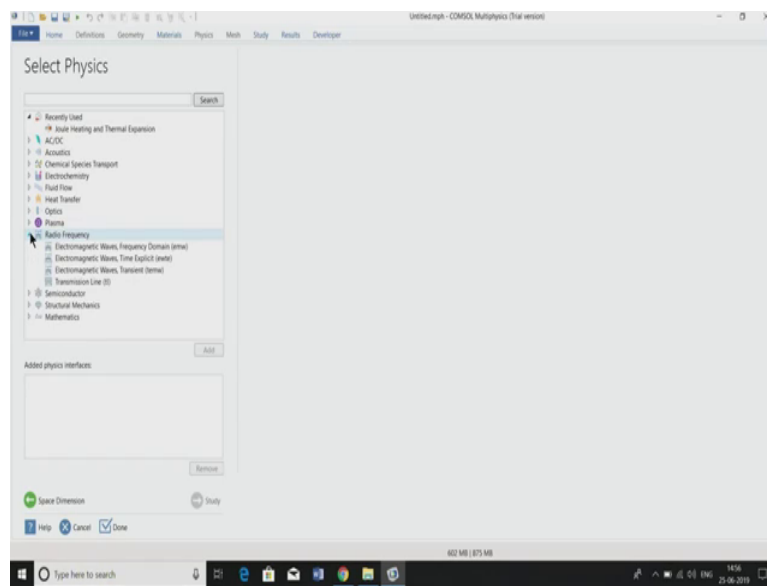 Untitled.mph - COMSOL Multiphysics (Trial version)
File Home Definitions Geometry Materials Physics Mesh Study Results Developer
Select Physics
Search
Recently Used
Joule Heating and Thermal Expansion
AC/DC
Acoustics
Chemical Species Transport
Electrochemistry
Fluid Flow
Heat Transfer
Optics
Plasma
Radio Frequency
Electromagnetic Waves, Frequency Domain (emw)
Electromagnetic Waves, Time Explicit (ewte)
Electromagnetic Waves, Transient (temw)
Transmission Line (tl)
Semiconductor
Structural Mechanics
Mathematics
Add
Added physics interfaces:
Remove
Space Dimension
Study
Help Cancel Done
602 MB | 875 MB
Type here to search
ENG
14:56
25-06-2019